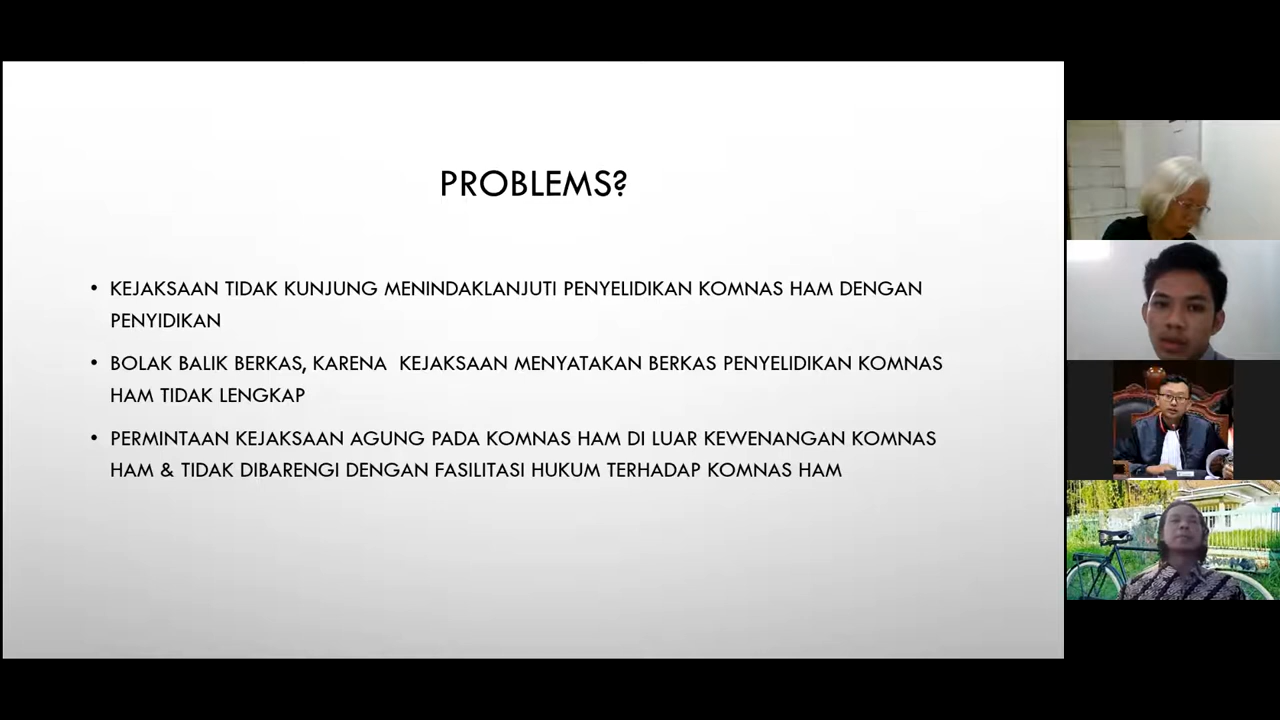 PROBLEMS?
• KEJAKSAAN TIDAK KUNJUNG MENINDAKLANJUTI PENYELIDIKAN KOMNAS HAM DENGAN
PENYIDIKAN
• BOLAK BALIK BERKAS, KARENA  KEJAKSAAN MENYATAKAN BERKAS PENYELIDIKAN KOMNAS
HAM TIDAK LENGKAP
• PERMINTAAN KEJAKSAAN AGUNG PADA KOMNAS HAM DI LUAR KEWENANGAN KOMNAS
HAM & TIDAK DIBARENGI DENGAN FASILITASI HUKUM TERHADAP KOMNAS HAM